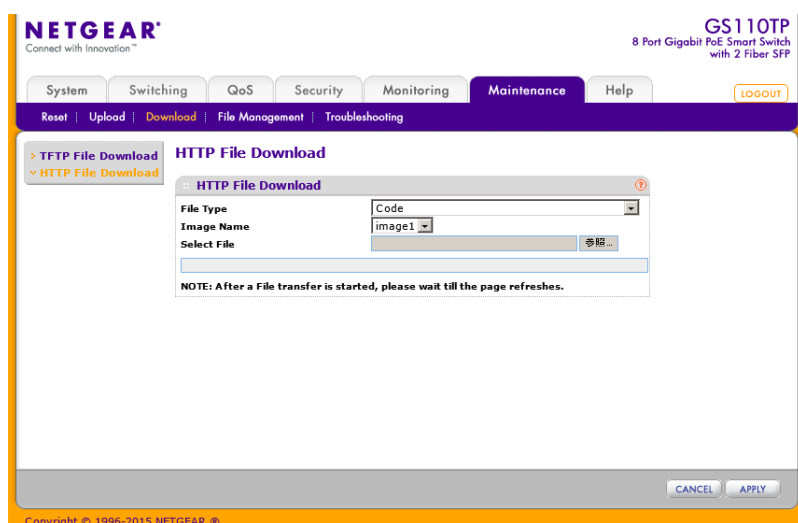 NETGEAR®
Connect with Innovation™
GS110TP
8 Port Gigabit PoE Smart Switch
with 2 Fiber SFP
System Switching QoS Security Monitoring Maintenance Help LOGOUT
Reset Upload Download File Management Troubleshooting
TFTP File Download
HTTP File Download
HTTP File Download
HTTP File Download
File Type Code
Image Name image1
Select File 参照...
NOTE: After a File transfer is started, please wait till the page refreshes.
CANCEL APPLY
Copyright © 1996-2015 NETGEAR ®